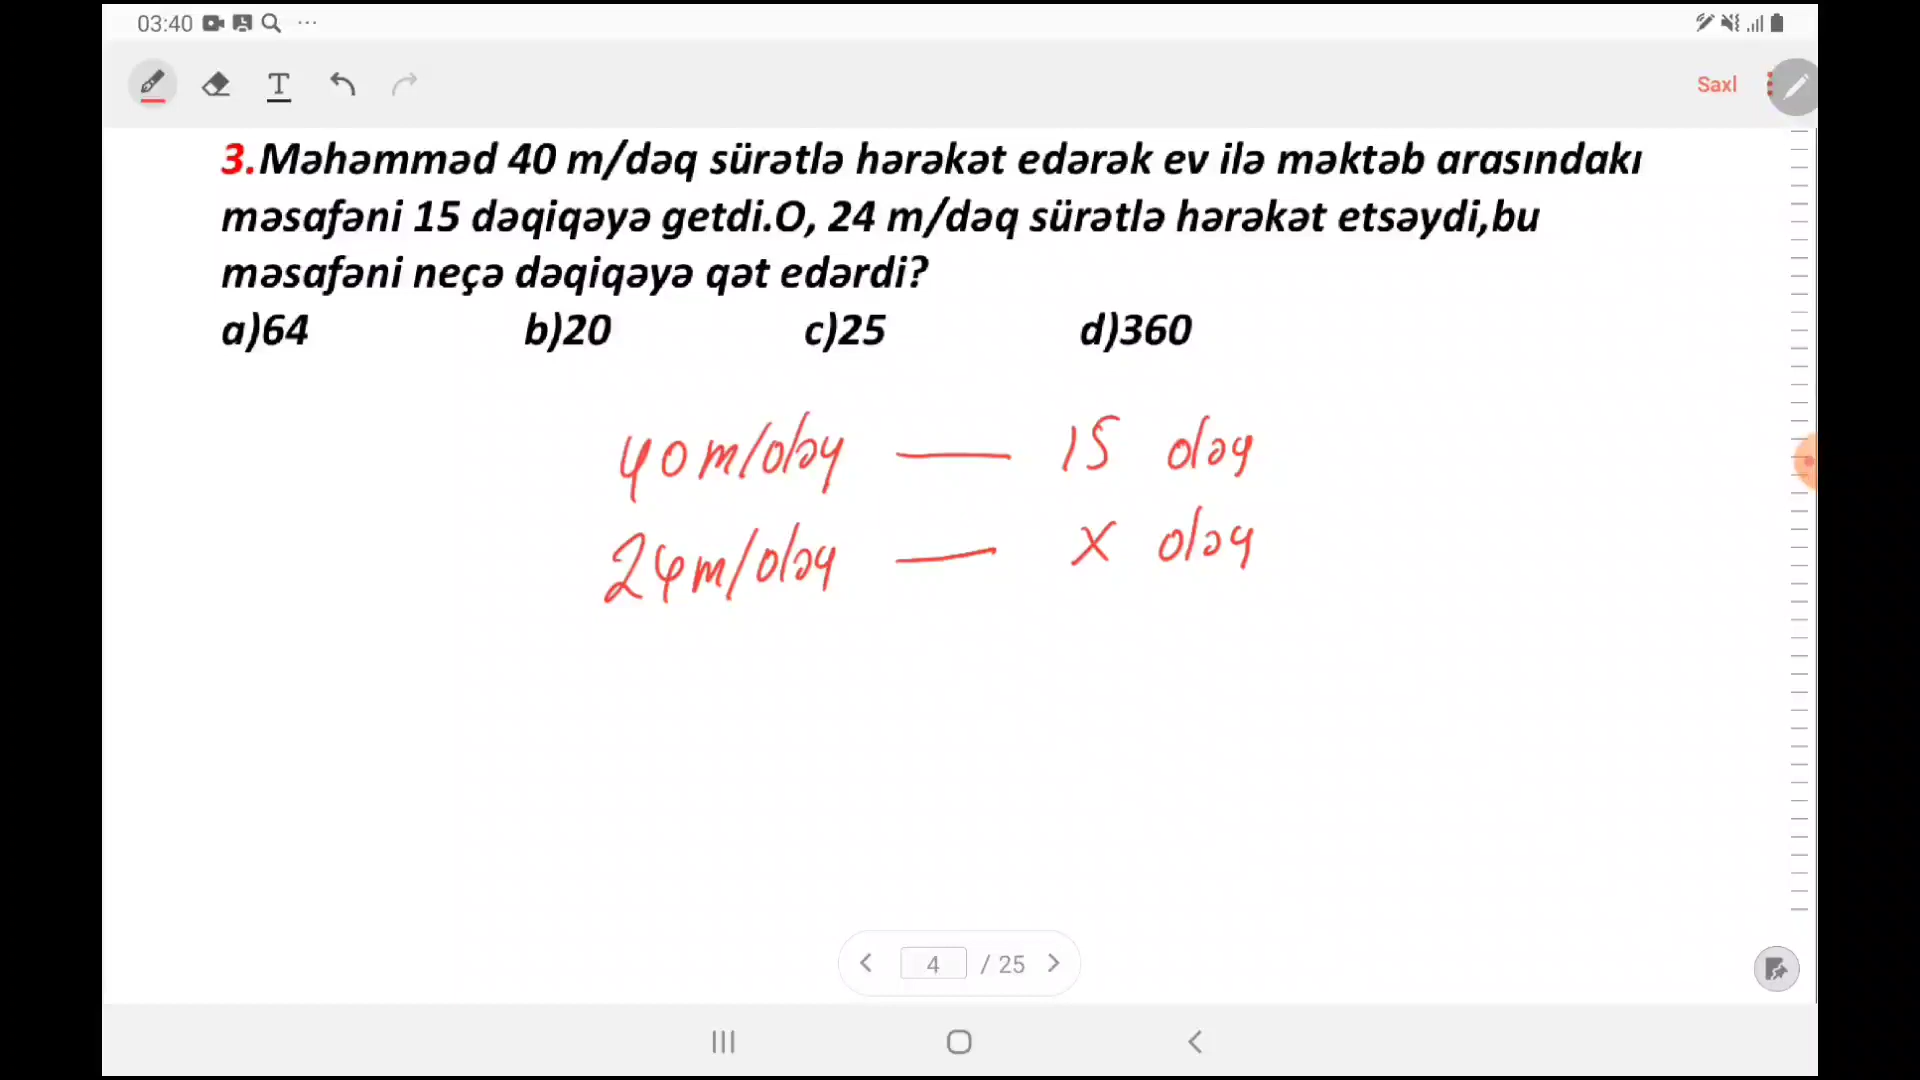 03:40
Saxl
3.Məhəmməd 40 m/dəq sürətlə hərəkət edərək ev ilə məktəb arasındakı
məsafəni 15 dəqiqəyə getdi.O, 24 m/dəq sürətlə hərəkət etsəydi,bu
məsafəni neçə dəqiqəyə qət edərdi?
a)64 b)20 c)25 d)360
40 m/dəq — 15 dəq
24 m/dəq — x dəq
4 / 25